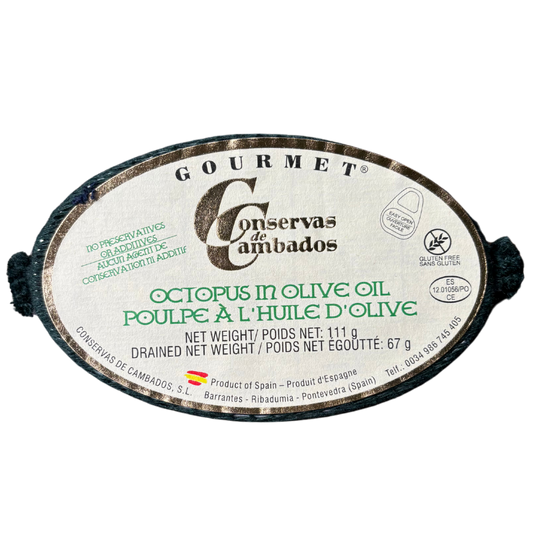 GOURMET®
Conservas
de
Cambados
NO PRESERVATIVES
OR ADDITIVES
AUCUN AGENT DE
CONSERVATION NI ADDITIF
EASY OPEN
OUVERTURE
FACILE
GLUTEN FREE
SANS GLUTEN
ES
12.01056/PO
CE
OCTOPUS IN OLIVE OIL
POULPE À L'HUILE D'OLIVE
NET WEIGHT/ POIDS NET: 111 g
DRAINED NET WEIGHT / POIDS NET ÉGOUTTÉ: 67 g
CONSERVAS DE CAMBADOS, S.L.
Product of Spain – Produit d'Espagne
Barrantes - Ribadumia - Pontevedra (Spain)
Telf.: 0034 986 745 405